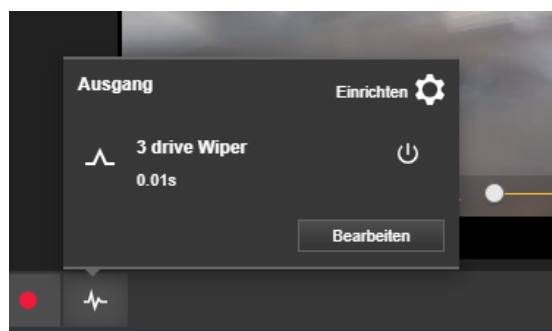 Ausgang
Einrichten
3 drive Wiper
0.01s
Bearbeiten